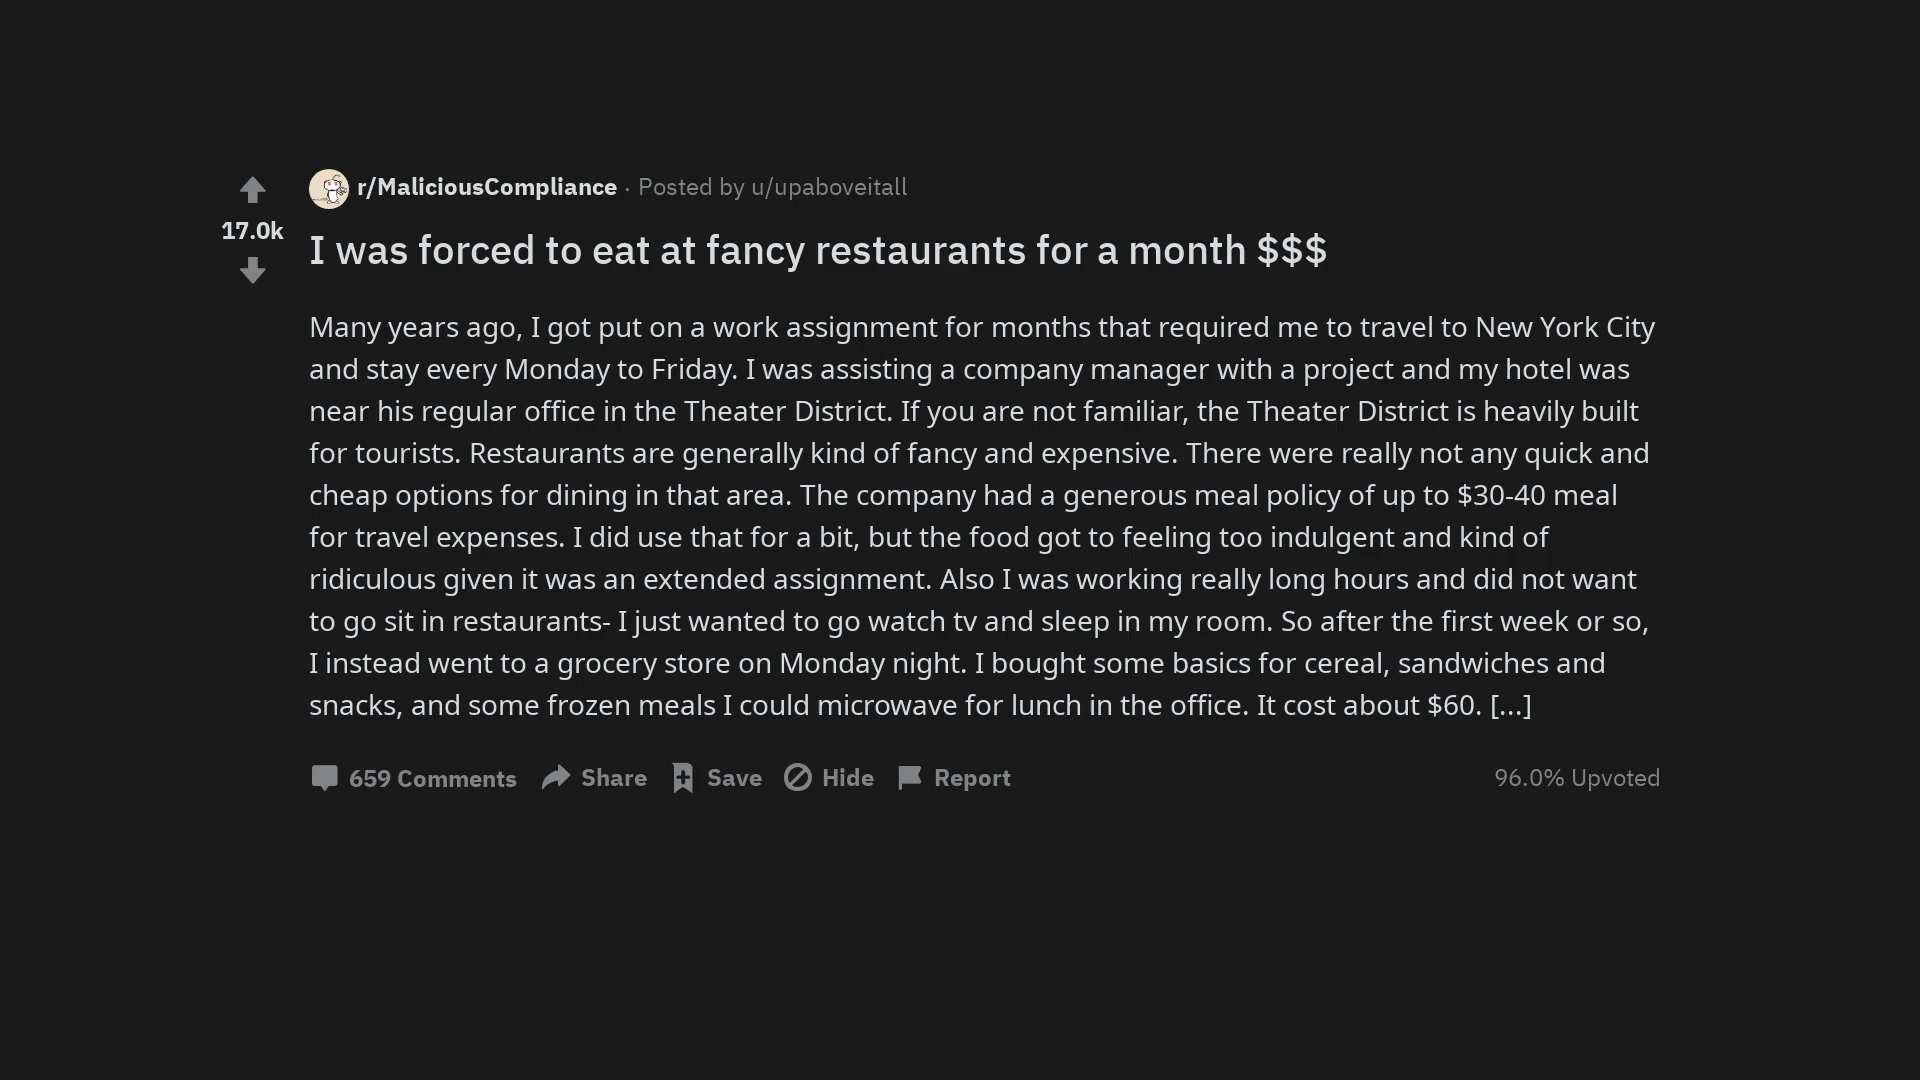 r/MaliciousCompliance · Posted by u/upaboveitall
17.0k
I was forced to eat at fancy restaurants for a month $$$
Many years ago, I got put on a work assignment for months that required me to travel to New York City
and stay every Monday to Friday. I was assisting a company manager with a project and my hotel was
near his regular office in the Theater District. If you are not familiar, the Theater District is heavily built
for tourists. Restaurants are generally kind of fancy and expensive. There were really not any quick and
cheap options for dining in that area. The company had a generous meal policy of up to $30-40 meal
for travel expenses. I did use that for a bit, but the food got to feeling too indulgent and kind of
ridiculous given it was an extended assignment. Also I was working really long hours and did not want
to go sit in restaurants- I just wanted to go watch tv and sleep in my room. So after the first week or so,
I instead went to a grocery store on Monday night. I bought some basics for cereal, sandwiches and
snacks, and some frozen meals I could microwave for lunch in the office. It cost about $60. [...]
659 Comments Share Save Hide Report 96.0% Upvoted